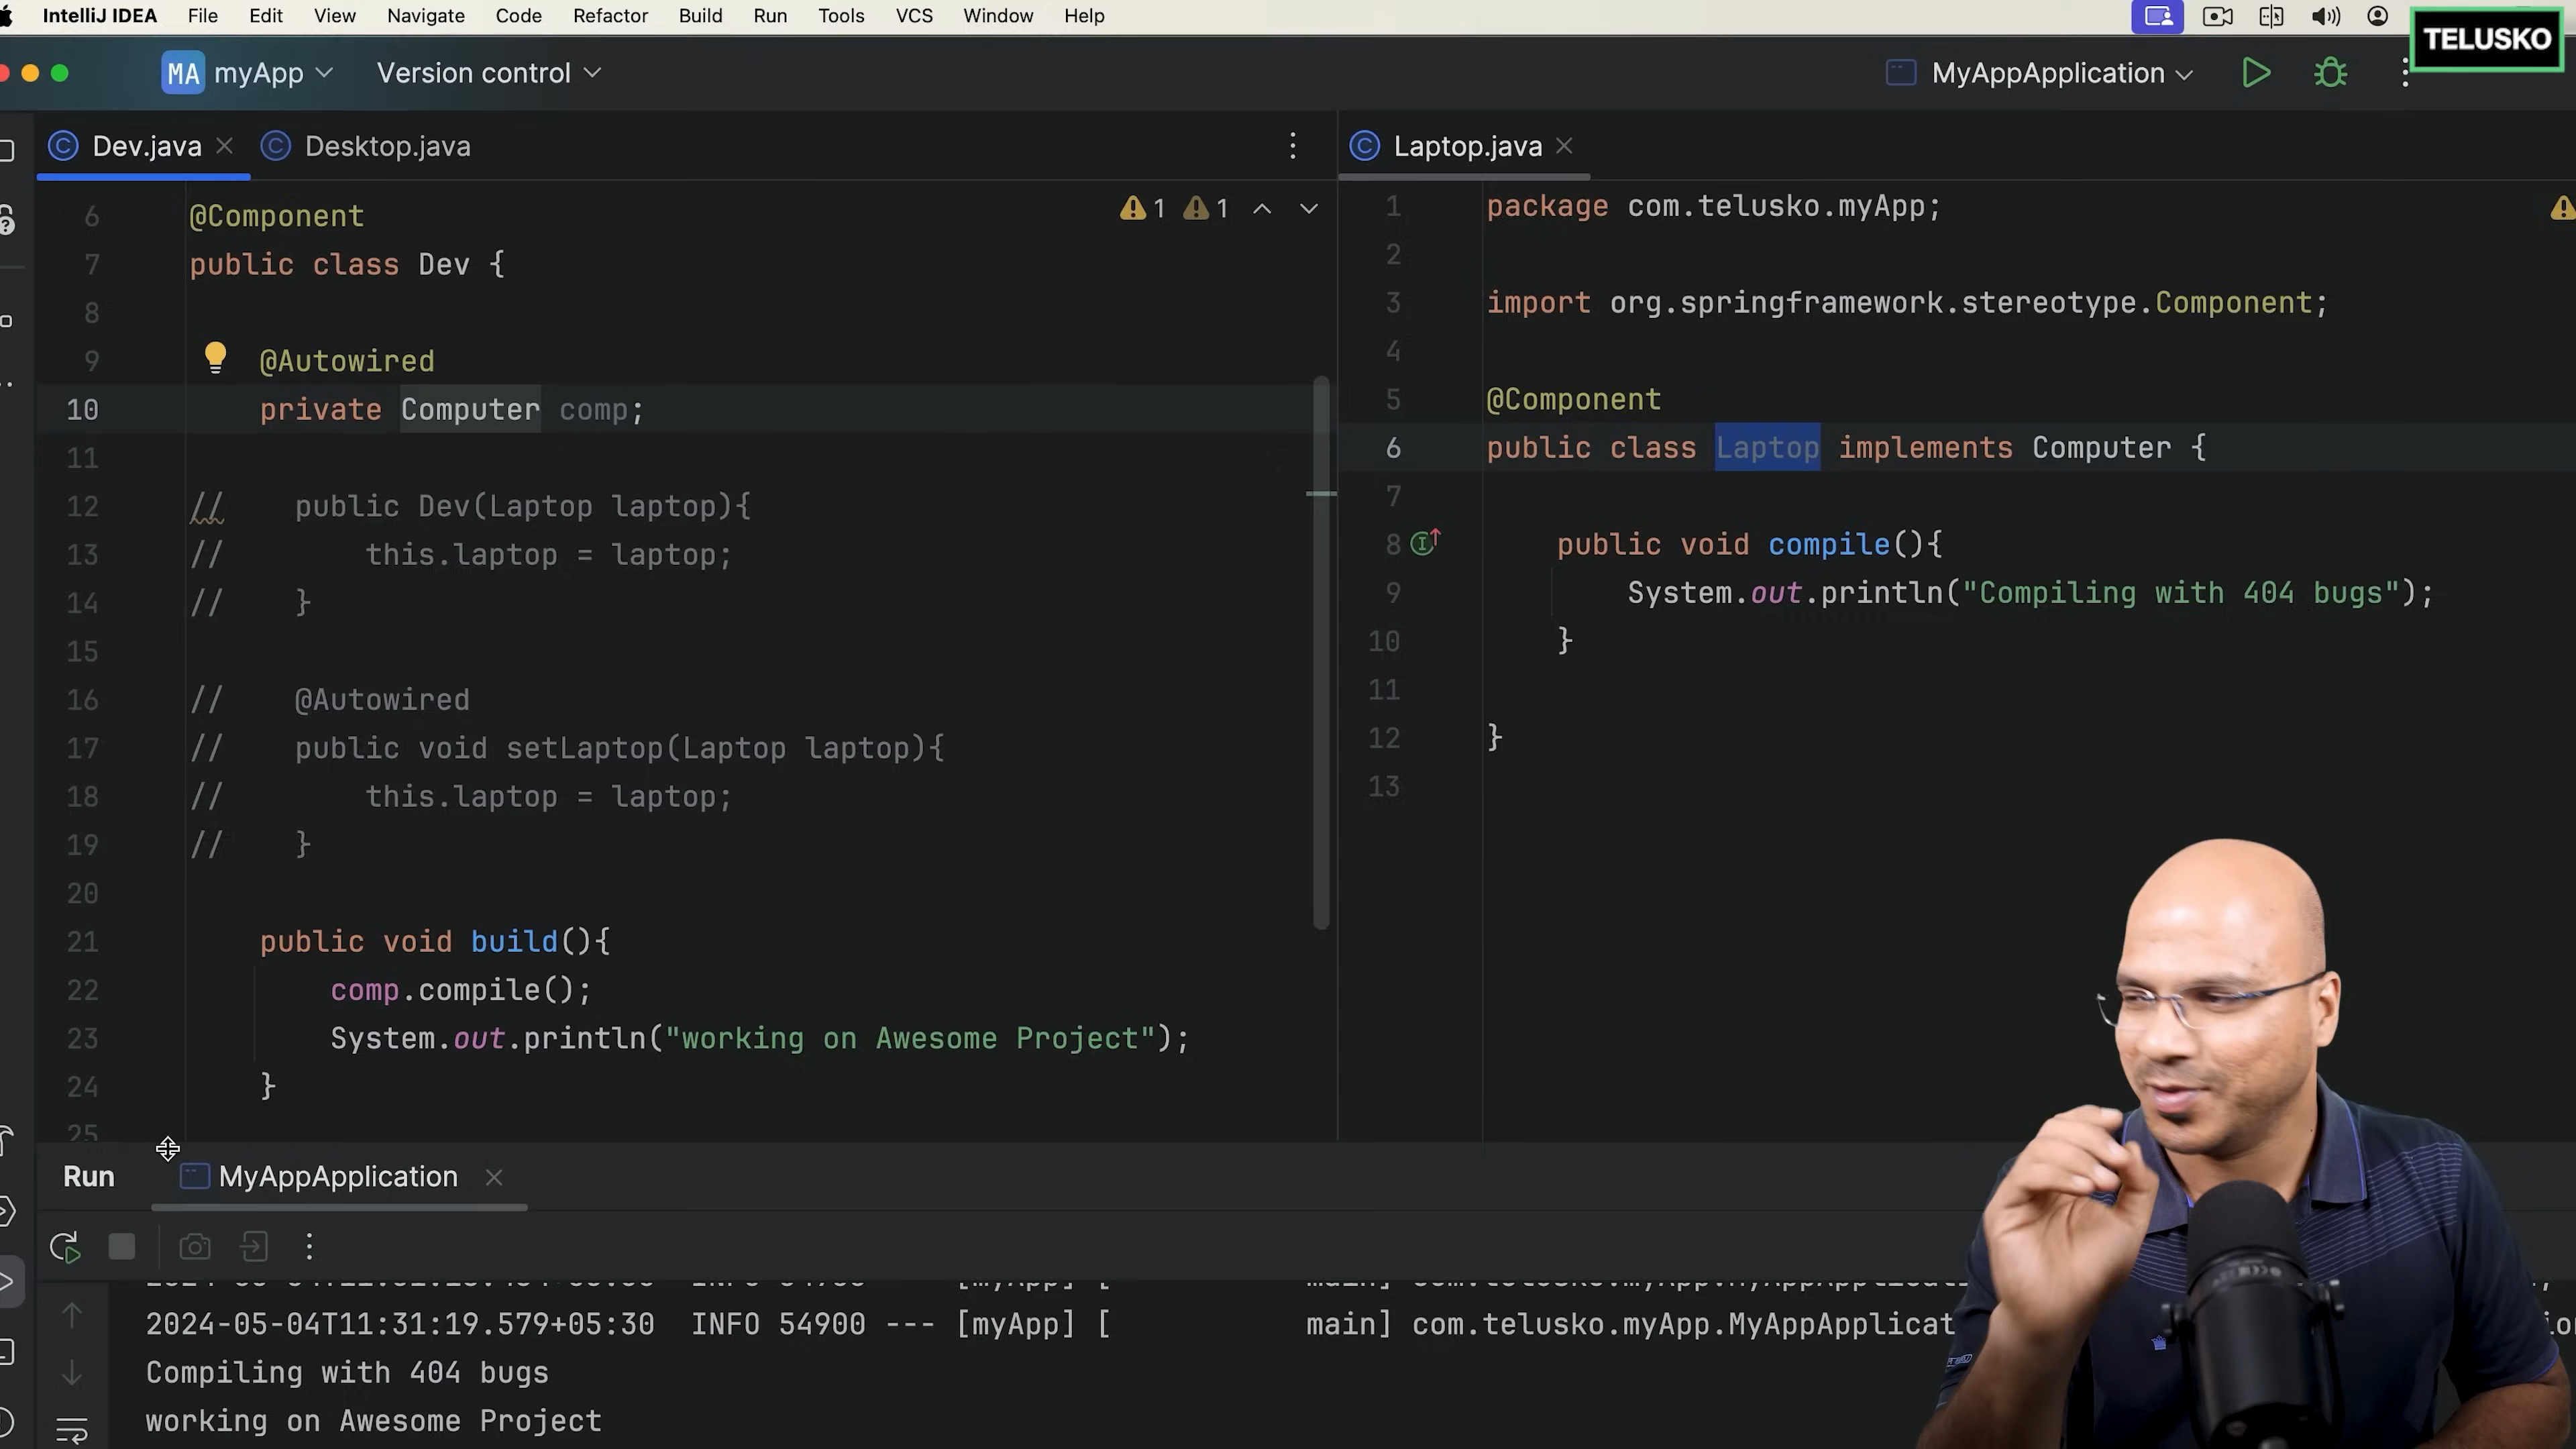 IntelliJ IDEA File Edit View Navigate Code Refactor Build Run Tools VCS Window Help
TELUSKO
MA myApp Version control MyAppApplication
Dev.java Desktop.java
1 1
6 @Component
7 public class Dev {
8
9 @Autowired
10 private Computer comp;
11
12 // public Dev(Laptop laptop){
13 // this.laptop = laptop;
14 // }
15
16 // @Autowired
17 // public void setLaptop(Laptop laptop){
18 // this.laptop = laptop;
19 // }
20
21 public void build(){
22 comp.compile();
23 System.out.println("working on Awesome Project");
24 }
25
Laptop.java
1 package com.telusko.myApp;
2
3 import org.springframework.stereotype.Component;
4
5 @Component
6 public class Laptop implements Computer {
7
8 public void compile(){
9 System.out.println("Compiling with 404 bugs");
10 }
11
12 }
13
Run MyAppApplication
2024-05-04T11:31:19.579+05:30 INFO 54900 --- [myApp] [ main] com.telusko.myApp.MyAppApplicat
Compiling with 404 bugs
working on Awesome Project